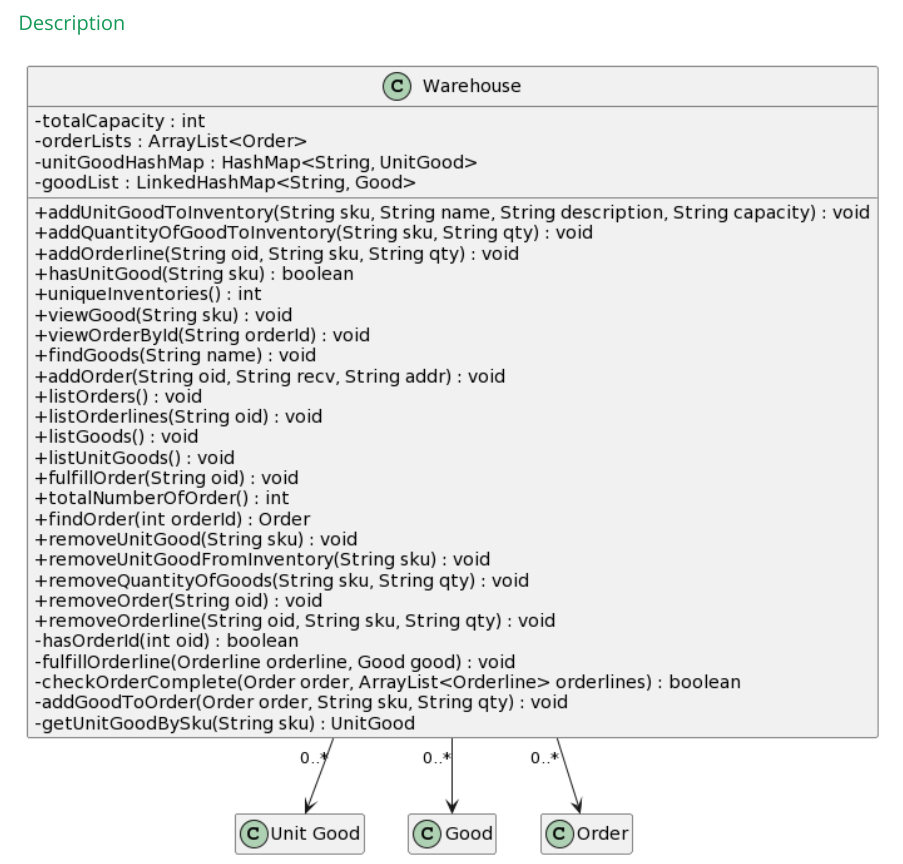 Description
C Warehouse
-totalCapacity : int
-orderLists : ArrayList<Order>
-unitGoodHashMap : HashMap<String, UnitGood>
-goodList : LinkedHashMap<String, Good>
+addUnitGoodToInventory(String sku, String name, String description, String capacity) : void
+addQuantityOfGoodToInventory(String sku, String qty) : void
+addOrderline(String oid, String sku, String qty) : void
+hasUnitGood(String sku) : boolean
+uniqueInventories() : int
+viewGood(String sku) : void
+viewOrderById(String orderId) : void
+findGoods(String name) : void
+addOrder(String oid, String recv, String addr) : void
+listOrders() : void
+listOrderlines(String oid) : void
+listGoods() : void
+listUnitGoods() : void
+fulfillOrder(String oid) : void
+totalNumberOfOrder() : int
+findOrder(int orderId) : Order
+removeUnitGood(String sku) : void
+removeUnitGoodFromInventory(String sku) : void
+removeQuantityOfGoods(String sku, String qty) : void
+removeOrder(String oid) : void
+removeOrderline(String oid, String sku, String qty) : void
-hasOrderId(int oid) : boolean
-fulfillOrderline(Orderline orderline, Good good) : void
-checkOrderComplete(Order order, ArrayList<Orderline> orderlines) : boolean
-addGoodToOrder(Order order, String sku, String qty) : void
-getUnitGoodBySku(String sku) : UnitGood
0..* 0..* 0..*
C Unit Good C Good C Order